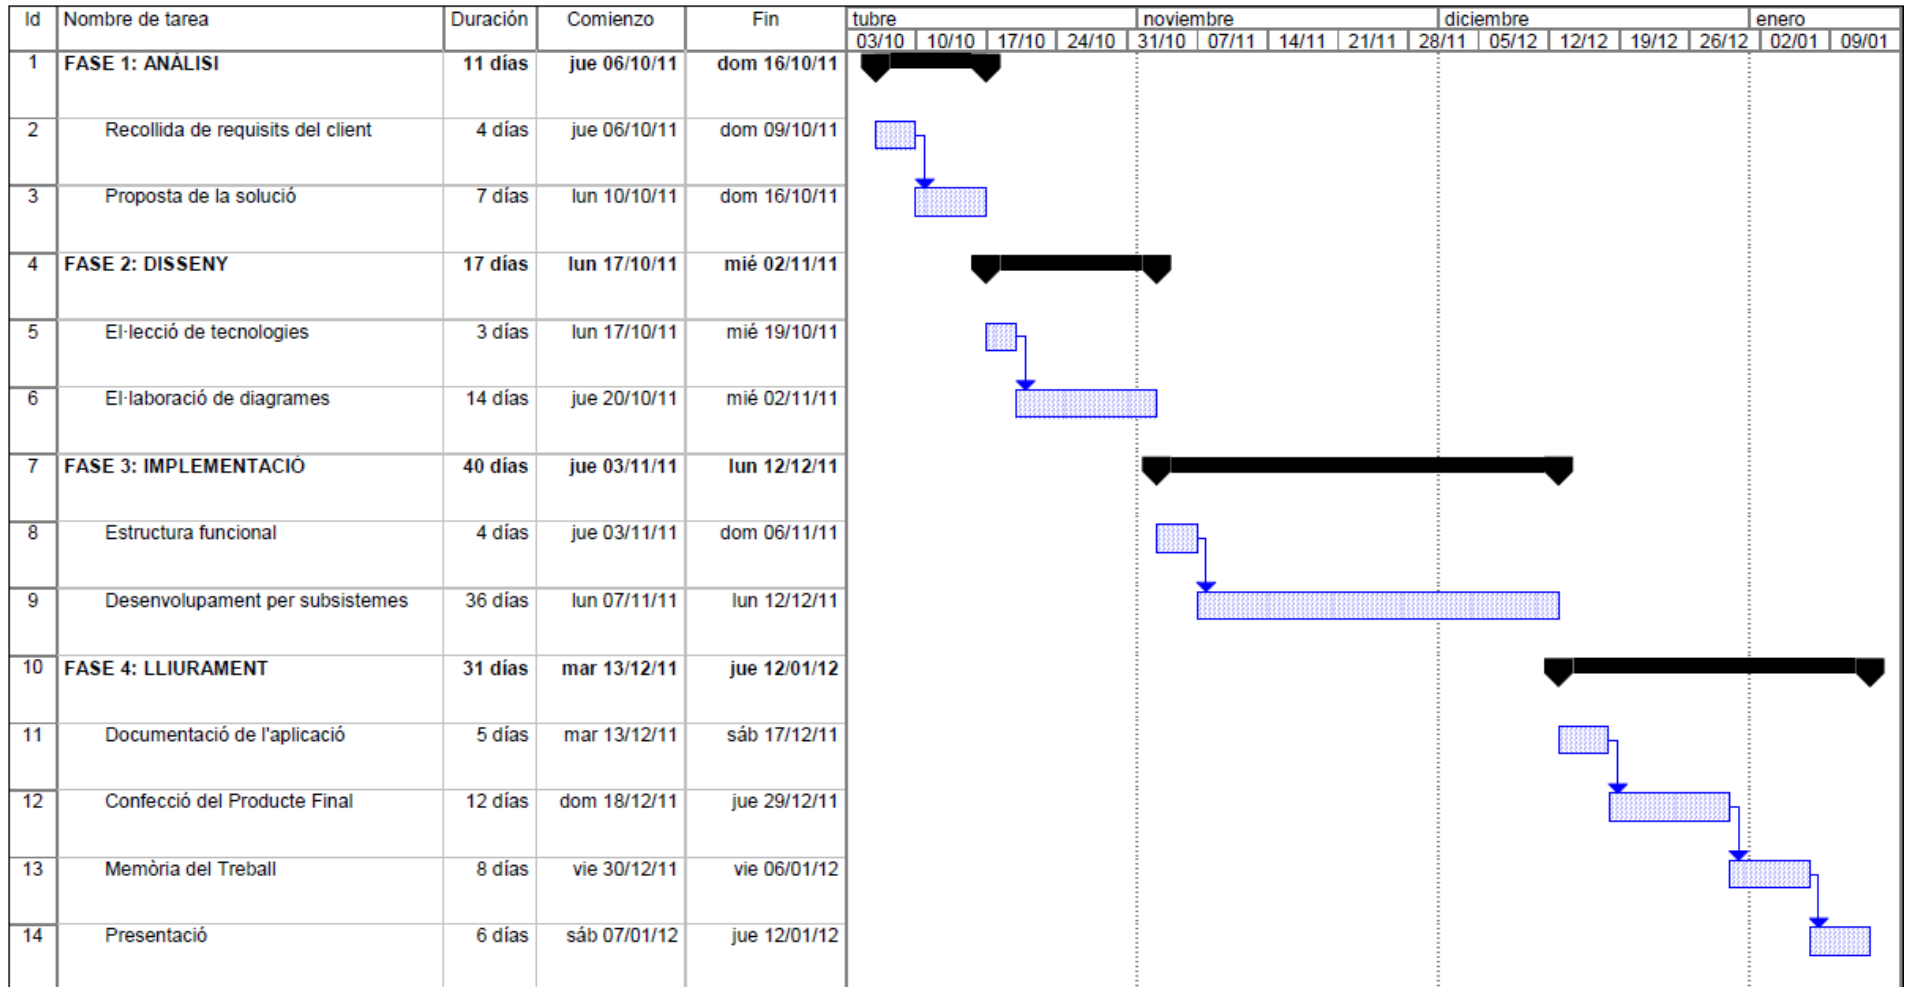 Id Nombre de tarea Duración Comienzo Fin tubre noviembre diciembre enero
03/10 10/10 17/10 24/10 31/10 07/11 14/11 21/11 28/11 05/12 12/12 19/12 26/12 02/01 09/01
1 FASE 1: ANÀLISI 11 días jue 06/10/11 dom 16/10/11
2 Recollida de requisits del client 4 días jue 06/10/11 dom 09/10/11
3 Proposta de la solució 7 días lun 10/10/11 dom 16/10/11
4 FASE 2: DISSENY 17 días lun 17/10/11 mié 02/11/11
5 El·lecció de tecnologies 3 días lun 17/10/11 mié 19/10/11
6 El·laboració de diagrames 14 días jue 20/10/11 mié 02/11/11
7 FASE 3: IMPLEMENTACIÓ 40 días jue 03/11/11 lun 12/12/11
8 Estructura funcional 4 días jue 03/11/11 dom 06/11/11
9 Desenvolupament per subsistemes 36 días lun 07/11/11 lun 12/12/11
10 FASE 4: LLIURAMENT 31 días mar 13/12/11 jue 12/01/12
11 Documentació de l'aplicació 5 días mar 13/12/11 sáb 17/12/11
12 Confecció del Producte Final 12 días dom 18/12/11 jue 29/12/11
13 Memòria del Treball 8 días vie 30/12/11 vie 06/01/12
14 Presentació 6 días sáb 07/01/12 jue 12/01/12